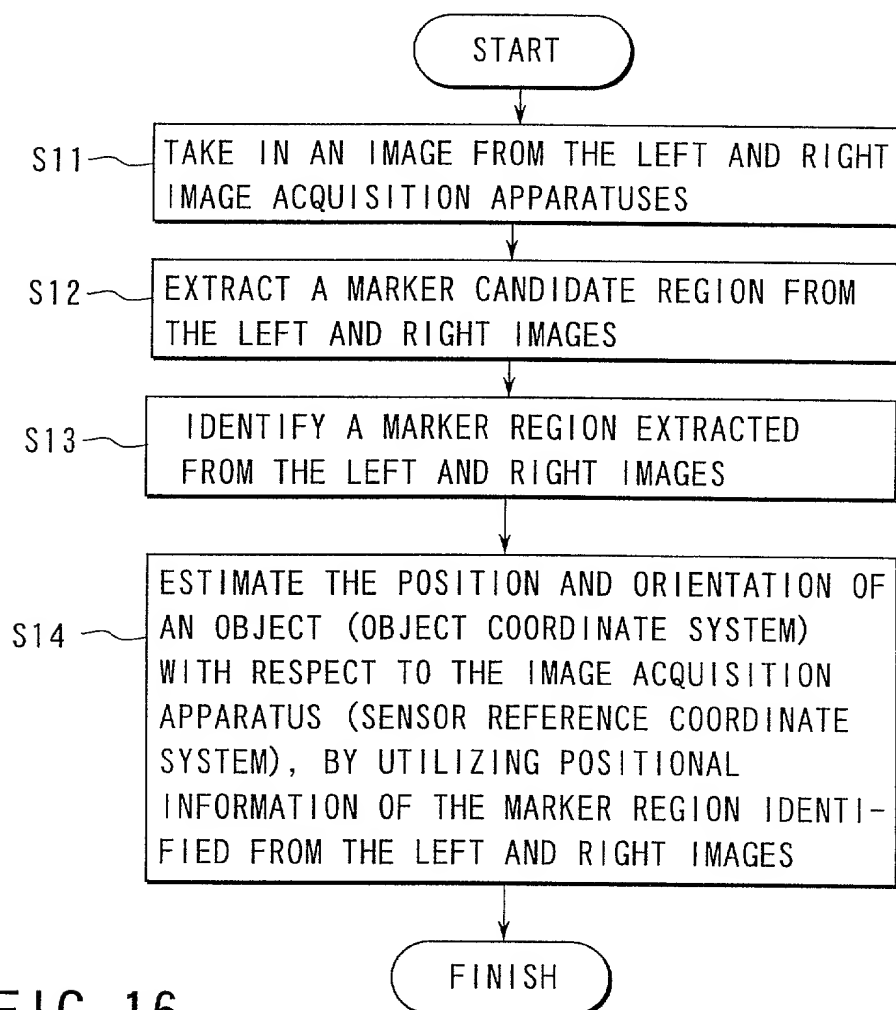 START
S11
TAKE IN AN IMAGE FROM THE LEFT AND RIGHT
IMAGE ACQUISITION APPARATUSES
S12
EXTRACT A MARKER CANDIDATE REGION FROM
THE LEFT AND RIGHT IMAGES
S13
IDENTIFY A MARKER REGION EXTRACTED
FROM THE LEFT AND RIGHT IMAGES
S14
ESTIMATE THE POSITION AND ORIENTATION OF
AN OBJECT (OBJECT COORDINATE SYSTEM)
WITH RESPECT TO THE IMAGE ACQUISITION
APPARATUS (SENSOR REFERENCE COORDINATE
SYSTEM), BY UTILIZING POSITIONAL
INFORMATION OF THE MARKER REGION IDENTI-
FIED FROM THE LEFT AND RIGHT IMAGES
FINISH
FIG. 16